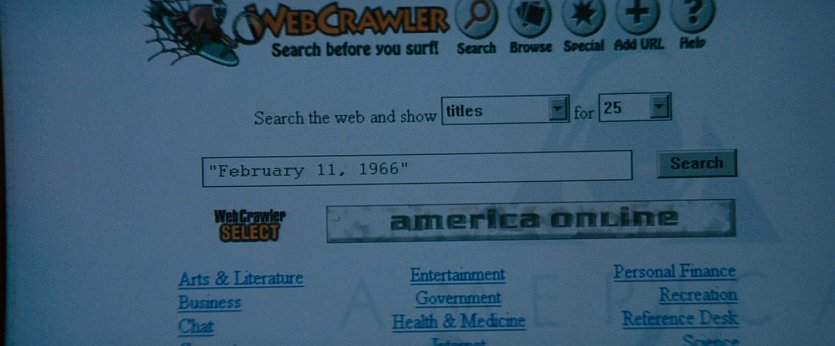 WEBCRAWLER
Search before you surf!
Search Browse Special Add URL Help
Search the web and show titles for 25
"February 11, 1966" Search
WebCrawler
SELECT
america online
Arts & Literature Entertainment Personal Finance
Business Government Recreation
Chat Health & Medicine Reference Desk
Internet Science